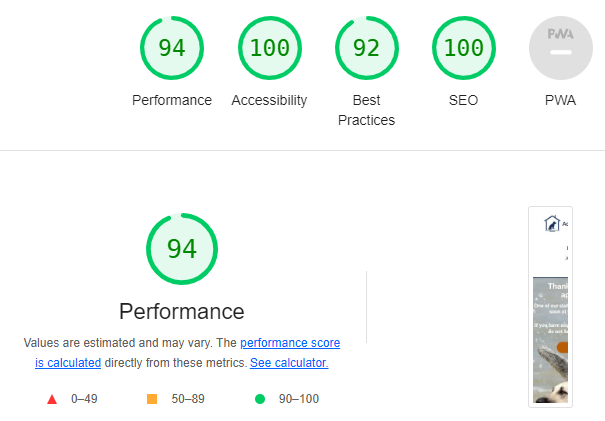 94
100
92
100
PWA
Performance
Accessibility
Best
Practices
SEO
PWA
94
Performance
Values are estimated and may vary. The performance score
is calculated directly from these metrics. See calculator.
0–49
50–89
90–100